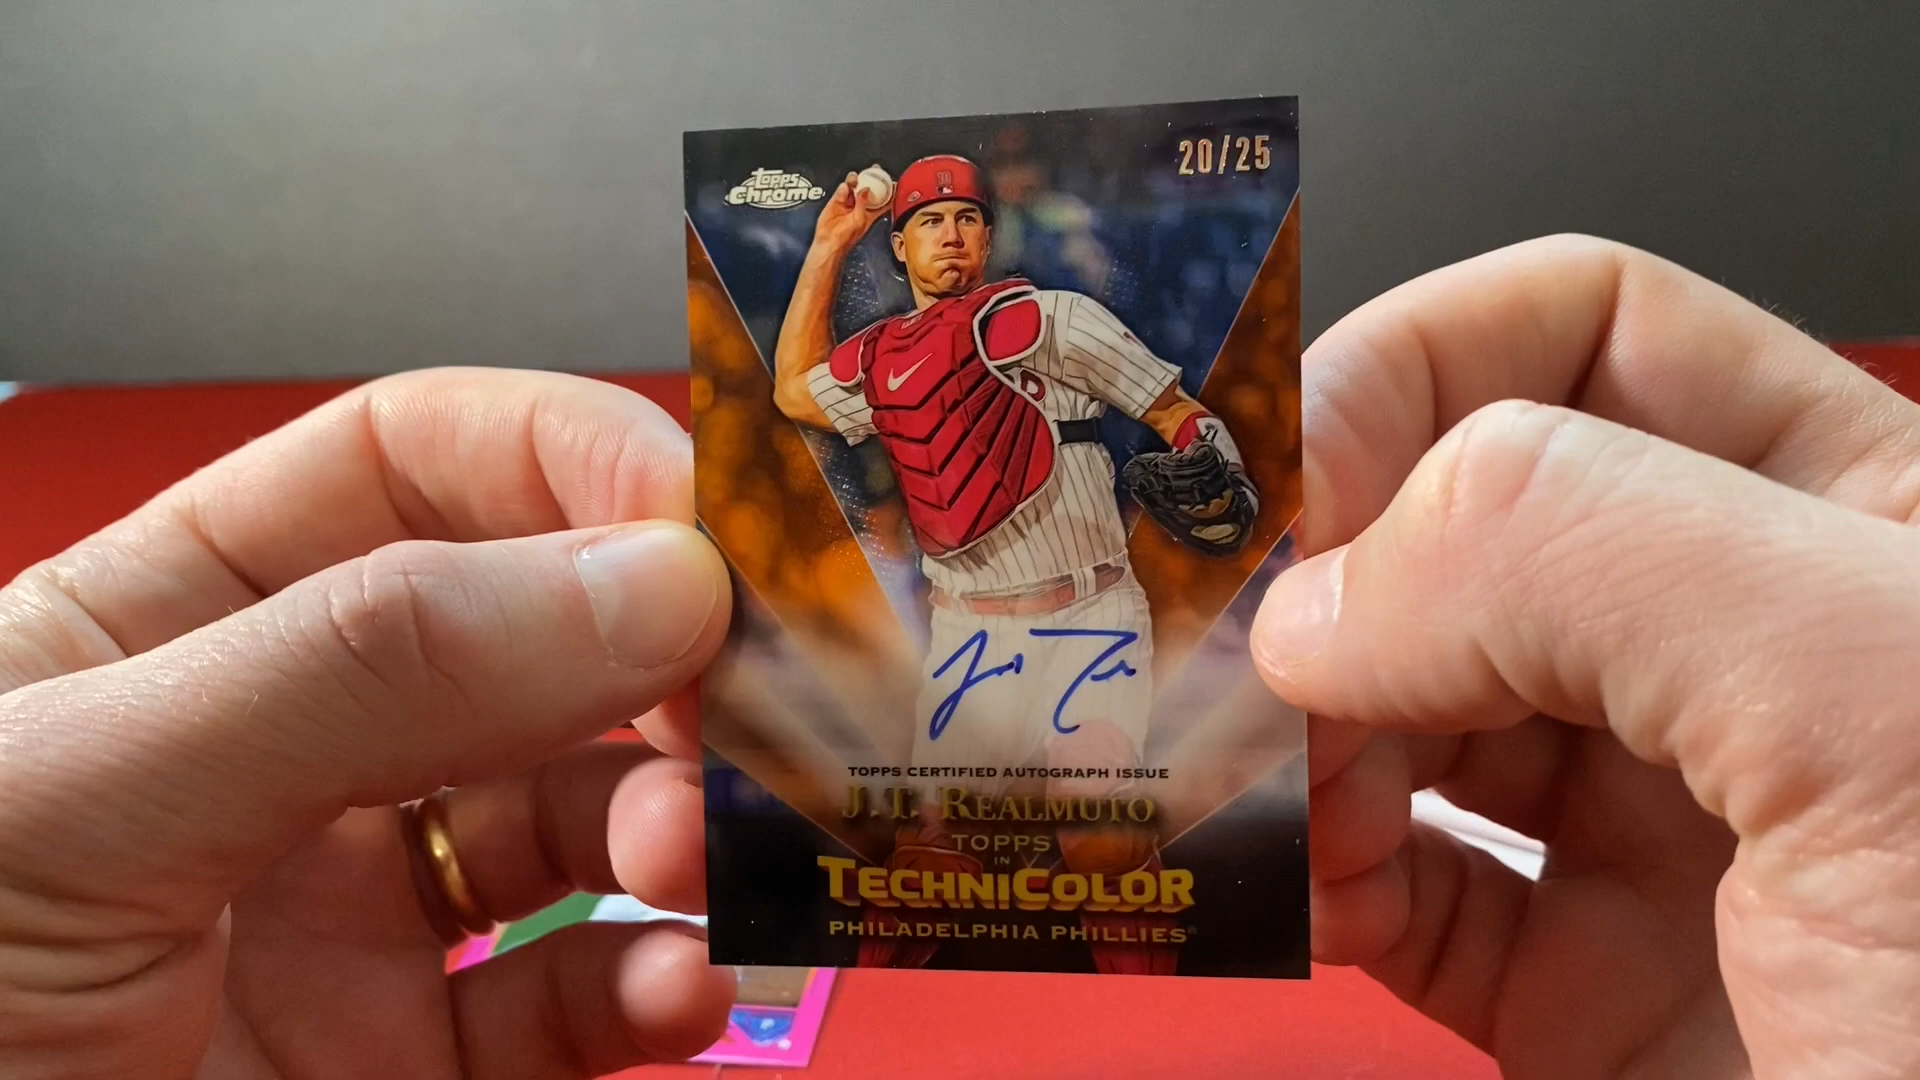 20/25
Topps
Chrome
TOPPS CERTIFIED AUTOGRAPH ISSUE
J.T. REALMUTO
TOPPS
IN
TECHNICOLOR
PHILADELPHIA PHILLIES